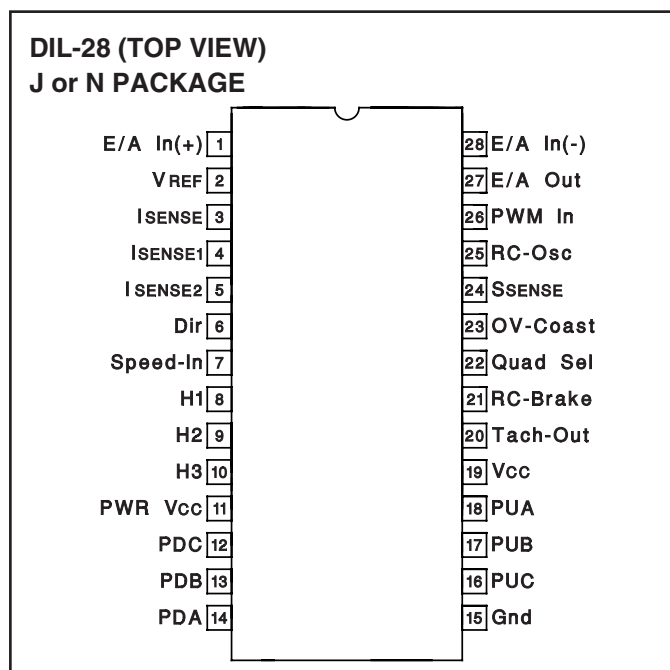 DIL-28 (TOP VIEW)
J or N PACKAGE
E/A In(+) 1 28 E/A In(-)
VREF 2 27 E/A Out
ISENSE 3 26 PWM In
ISENSE1 4 25 RC-Osc
ISENSE2 5 24 SSENSE
Dir 6 23 OV-Coast
Speed-In 7 22 Quad Sel
H1 8 21 RC-Brake
H2 9 20 Tach-Out
H3 10 19 Vcc
PWR Vcc 11 18 PUA
PDC 12 17 PUB
PDB 13 16 PUC
PDA 14 15 Gnd